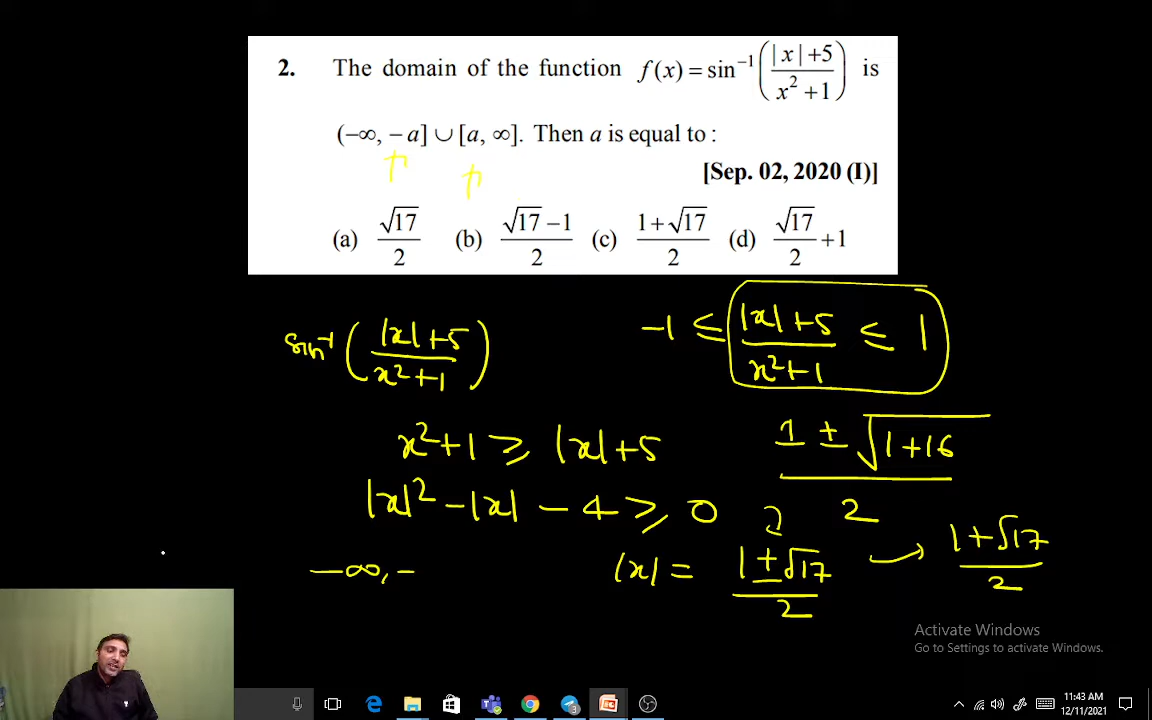 2. The domain of the function f(x) = sin⁻¹((|x|+5)/(x²+1)) is
(−∞, −a] ∪ [a, ∞]. Then a is equal to :
[Sep. 02, 2020 (I)]
(a) √17/2 (b) (√17−1)/2 (c) (1+√17)/2 (d) √17/2 +1
sin⁻¹((|x|+5)/(x²+1)) −1 ≤ (|x|+5)/(x²+1) ≤ 1
x²+1 ≥ |x|+5 (1 ± √(1+16))/2
|x|² −|x| − 4 ≥ 0
−∞, − |x| = (1±√17)/2 → (1+√17)/2
Activate Windows
Go to Settings to activate Windows.
11:43 AM
12/11/2021